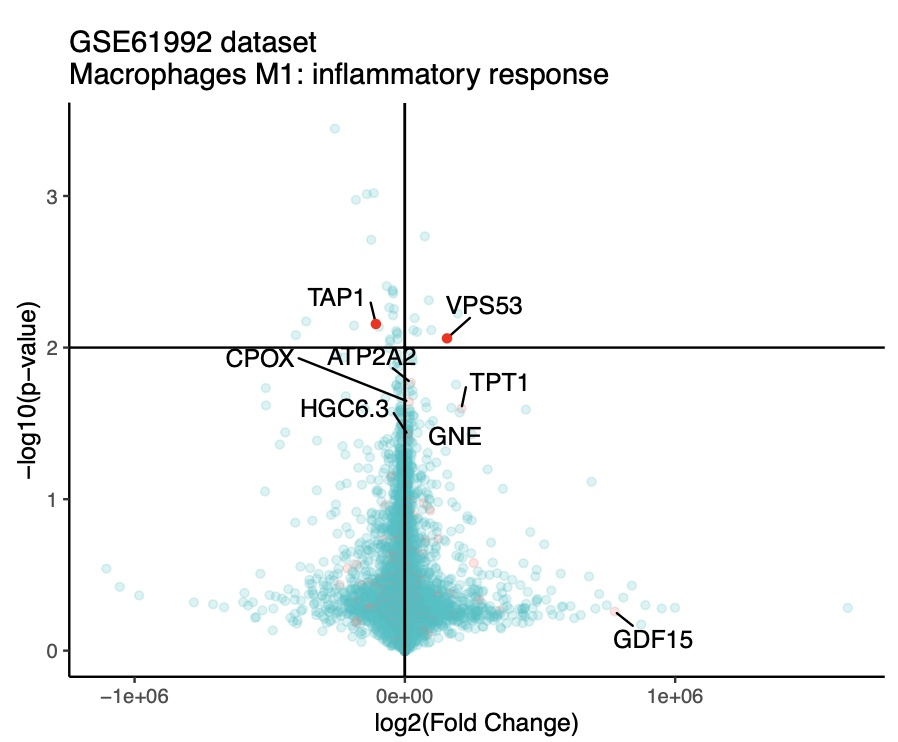 GSE61992 dataset
Macrophages M1: inflammatory response
−log10(p−value)
3
2
1
0
TAP1
VPS53
CPOX
ATP2A2
TPT1
HGC6.3
GNE
GDF15
−1e+06
0e+00
1e+06
log2(Fold Change)